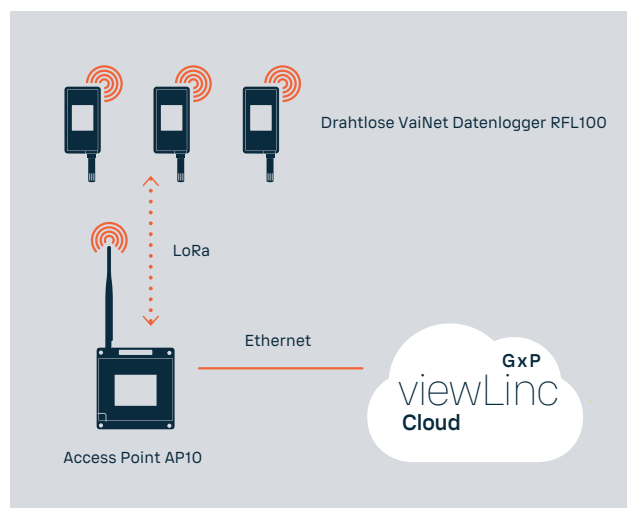 Drahtlose VaiNet Datenlogger RFL100
LoRa
Ethernet
GxP
viewLinc
Cloud
Access Point AP10